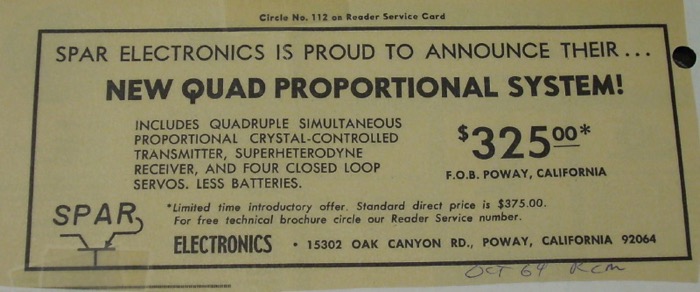 Circle No. 112 on Reader Service Card
SPAR ELECTRONICS IS PROUD TO ANNOUNCE THEIR...
NEW QUAD PROPORTIONAL SYSTEM!
INCLUDES QUADRUPLE SIMULTANEOUS
PROPORTIONAL CRYSTAL-CONTROLLED
TRANSMITTER, SUPERHETERODYNE
RECEIVER, AND FOUR CLOSED LOOP
SERVOS. LESS BATTERIES.
$325 00*
F.O.B. POWAY, CALIFORNIA
*Limited time introductory offer. Standard direct price is $375.00.
For free technical brochure circle our Reader Service number.
SPAR
ELECTRONICS • 15302 OAK CANYON RD., POWAY, CALIFORNIA 92064
OCT 64 RCM